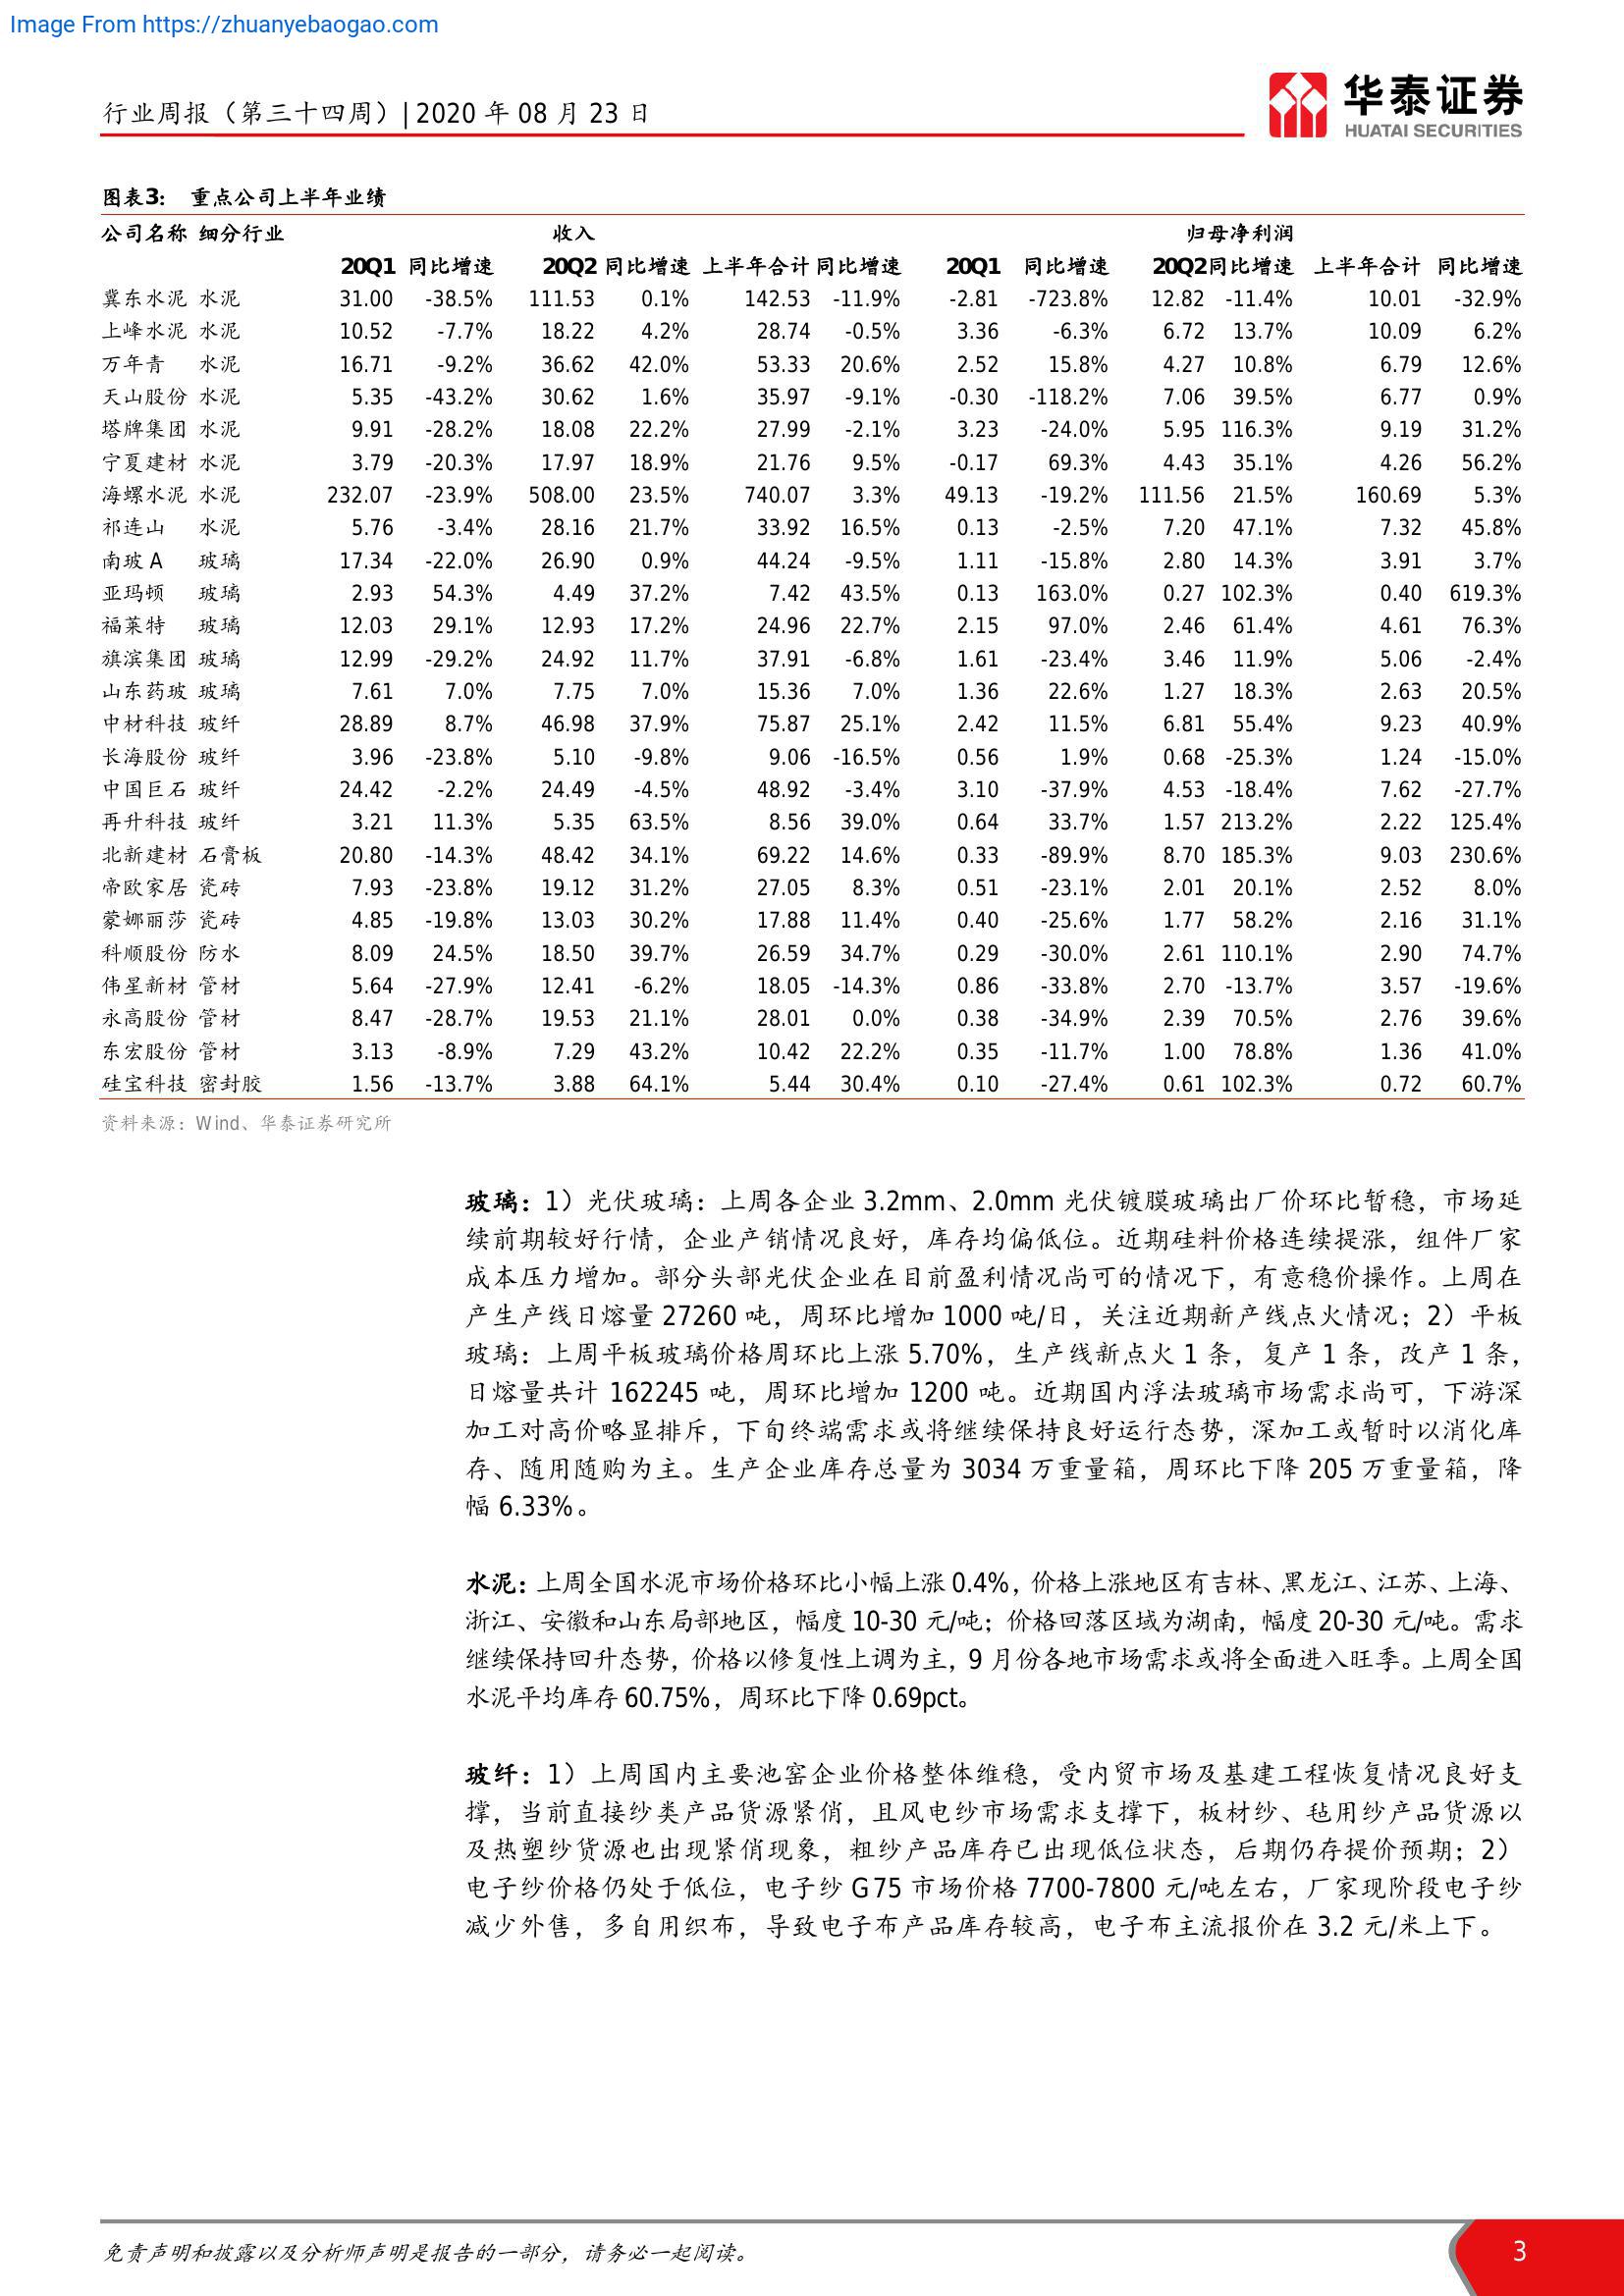 Image From https://zhuanyebaogao.com
行业周报（第三十四周）| 2020 年 08 月 23 日
华泰证券
HUATAI SECURITIES
图表3: 重点公司上半年业绩
公司名称 细分行业 收入 归母净利润
20Q1 同比增速 20Q2 同比增速 上半年合计 同比增速 20Q1 同比增速 20Q2 同比增速 上半年合计 同比增速
冀东水泥 水泥 31.00 -38.5% 111.53 0.1% 142.53 -11.9% -2.81 -723.8% 12.82 -11.4% 10.01 -32.9%
上峰水泥 水泥 10.52 -7.7% 18.22 4.2% 28.74 -0.5% 3.36 -6.3% 6.72 13.7% 10.09 6.2%
万年青 水泥 16.71 -9.2% 36.62 42.0% 53.33 20.6% 2.52 15.8% 4.27 10.8% 6.79 12.6%
天山股份 水泥 5.35 -43.2% 30.62 1.6% 35.97 -9.1% -0.30 -118.2% 7.06 39.5% 6.77 0.9%
塔牌集团 水泥 9.91 -28.2% 18.08 22.2% 27.99 -2.1% 3.23 -24.0% 5.95 116.3% 9.19 31.2%
宁夏建材 水泥 3.79 -20.3% 17.97 18.9% 21.76 9.5% -0.17 69.3% 4.43 35.1% 4.26 56.2%
海螺水泥 水泥 232.07 -23.9% 508.00 23.5% 740.07 3.3% 49.13 -19.2% 111.56 21.5% 160.69 5.3%
祁连山 水泥 5.76 -3.4% 28.16 21.7% 33.92 16.5% 0.13 -2.5% 7.20 47.1% 7.32 45.8%
南玻 A 玻璃 17.34 -22.0% 26.90 0.9% 44.24 -9.5% 1.11 -15.8% 2.80 14.3% 3.91 3.7%
亚玛顿 玻璃 2.93 54.3% 4.49 37.2% 7.42 43.5% 0.13 163.0% 0.27 102.3% 0.40 619.3%
福莱特 玻璃 12.03 29.1% 12.93 17.2% 24.96 22.7% 2.15 97.0% 2.46 61.4% 4.61 76.3%
旗滨集团 玻璃 12.99 -29.2% 24.92 11.7% 37.91 -6.8% 1.61 -23.4% 3.46 11.9% 5.06 -2.4%
山东药玻 玻璃 7.61 7.0% 7.75 7.0% 15.36 7.0% 1.36 22.6% 1.27 18.3% 2.63 20.5%
中材科技 玻纤 28.89 8.7% 46.98 37.9% 75.87 25.1% 2.42 11.5% 6.81 55.4% 9.23 40.9%
长海股份 玻纤 3.96 -23.8% 5.10 -9.8% 9.06 -16.5% 0.56 1.9% 0.68 -25.3% 1.24 -15.0%
中国巨石 玻纤 24.42 -2.2% 24.49 -4.5% 48.92 -3.4% 3.10 -37.9% 4.53 -18.4% 7.62 -27.7%
再升科技 玻纤 3.21 11.3% 5.35 63.5% 8.56 39.0% 0.64 33.7% 1.57 213.2% 2.22 125.4%
北新建材 石膏板 20.80 -14.3% 48.42 34.1% 69.22 14.6% 0.33 -89.9% 8.70 185.3% 9.03 230.6%
帝欧家居 瓷砖 7.93 -23.8% 19.12 31.2% 27.05 8.3% 0.51 -23.1% 2.01 20.1% 2.52 8.0%
蒙娜丽莎 瓷砖 4.85 -19.8% 13.03 30.2% 17.88 11.4% 0.40 -25.6% 1.77 58.2% 2.16 31.1%
科顺股份 防水 8.09 24.5% 18.50 39.7% 26.59 34.7% 0.29 -30.0% 2.61 110.1% 2.90 74.7%
伟星新材 管材 5.64 -27.9% 12.41 -6.2% 18.05 -14.3% 0.86 -33.8% 2.70 -13.7% 3.57 -19.6%
永高股份 管材 8.47 -28.7% 19.53 21.1% 28.01 0.0% 0.38 -34.9% 2.39 70.5% 2.76 39.6%
东宏股份 管材 3.13 -8.9% 7.29 43.2% 10.42 22.2% 0.35 -11.7% 1.00 78.8% 1.36 41.0%
硅宝科技 密封胶 1.56 -13.7% 3.88 64.1% 5.44 30.4% 0.10 -27.4% 0.61 102.3% 0.72 60.7%
资料来源：Wind、华泰证券研究所
玻璃：1）光伏玻璃：上周各企业 3.2mm、2.0mm 光伏镀膜玻璃出厂价环比暂稳，市场延
续前期较好行情，企业产销情况良好，库存均偏低位。近期硅料价格连续提涨，组件厂家
成本压力增加。部分头部光伏企业在目前盈利情况尚可的情况下，有意稳价操作。上周在
产生产线日熔量 27260 吨，周环比增加 1000 吨/日，关注近期新产线点火情况；2）平板
玻璃：上周平板玻璃价格周环比上涨 5.70%，生产线新点火 1 条，复产 1 条，改产 1 条，
日熔量共计 162245 吨，周环比增加 1200 吨。近期国内浮法玻璃市场需求尚可，下游深
加工对高价略显排斥，下旬终端需求或将继续保持良好运行态势，深加工或暂时以消化库
存、随用随购为主。生产企业库存总量为 3034 万重量箱，周环比下降 205 万重量箱，降
幅 6.33%。
水泥：上周全国水泥市场价格环比小幅上涨 0.4%，价格上涨地区有吉林、黑龙江、江苏、上海、
浙江、安徽和山东局部地区，幅度 10-30 元/吨；价格回落区域为湖南，幅度 20-30 元/吨。需求
继续保持回升态势，价格以修复性上调为主，9 月份各地市场需求或将全面进入旺季。上周全国
水泥平均库存 60.75%，周环比下降 0.69pct。
玻纤：1）上周国内主要池窑企业价格整体维稳，受内贸市场及基建工程恢复情况良好支
撑，当前直接纱类产品货源紧俏，且风电纱市场需求支撑下，板材纱、毡用纱产品货源以
及热塑纱货源也出现紧俏现象，粗纱产品库存已出现低位状态，后期仍存提价预期；2）
电子纱价格仍处于低位，电子纱 G75 市场价格 7700-7800 元/吨左右，厂家现阶段电子纱
减少外售，多自用织布，导致电子布产品库存较高，电子布主流报价在 3.2 元/米上下。
免责声明和披露以及分析师声明是报告的一部分，请务必一起阅读。
3